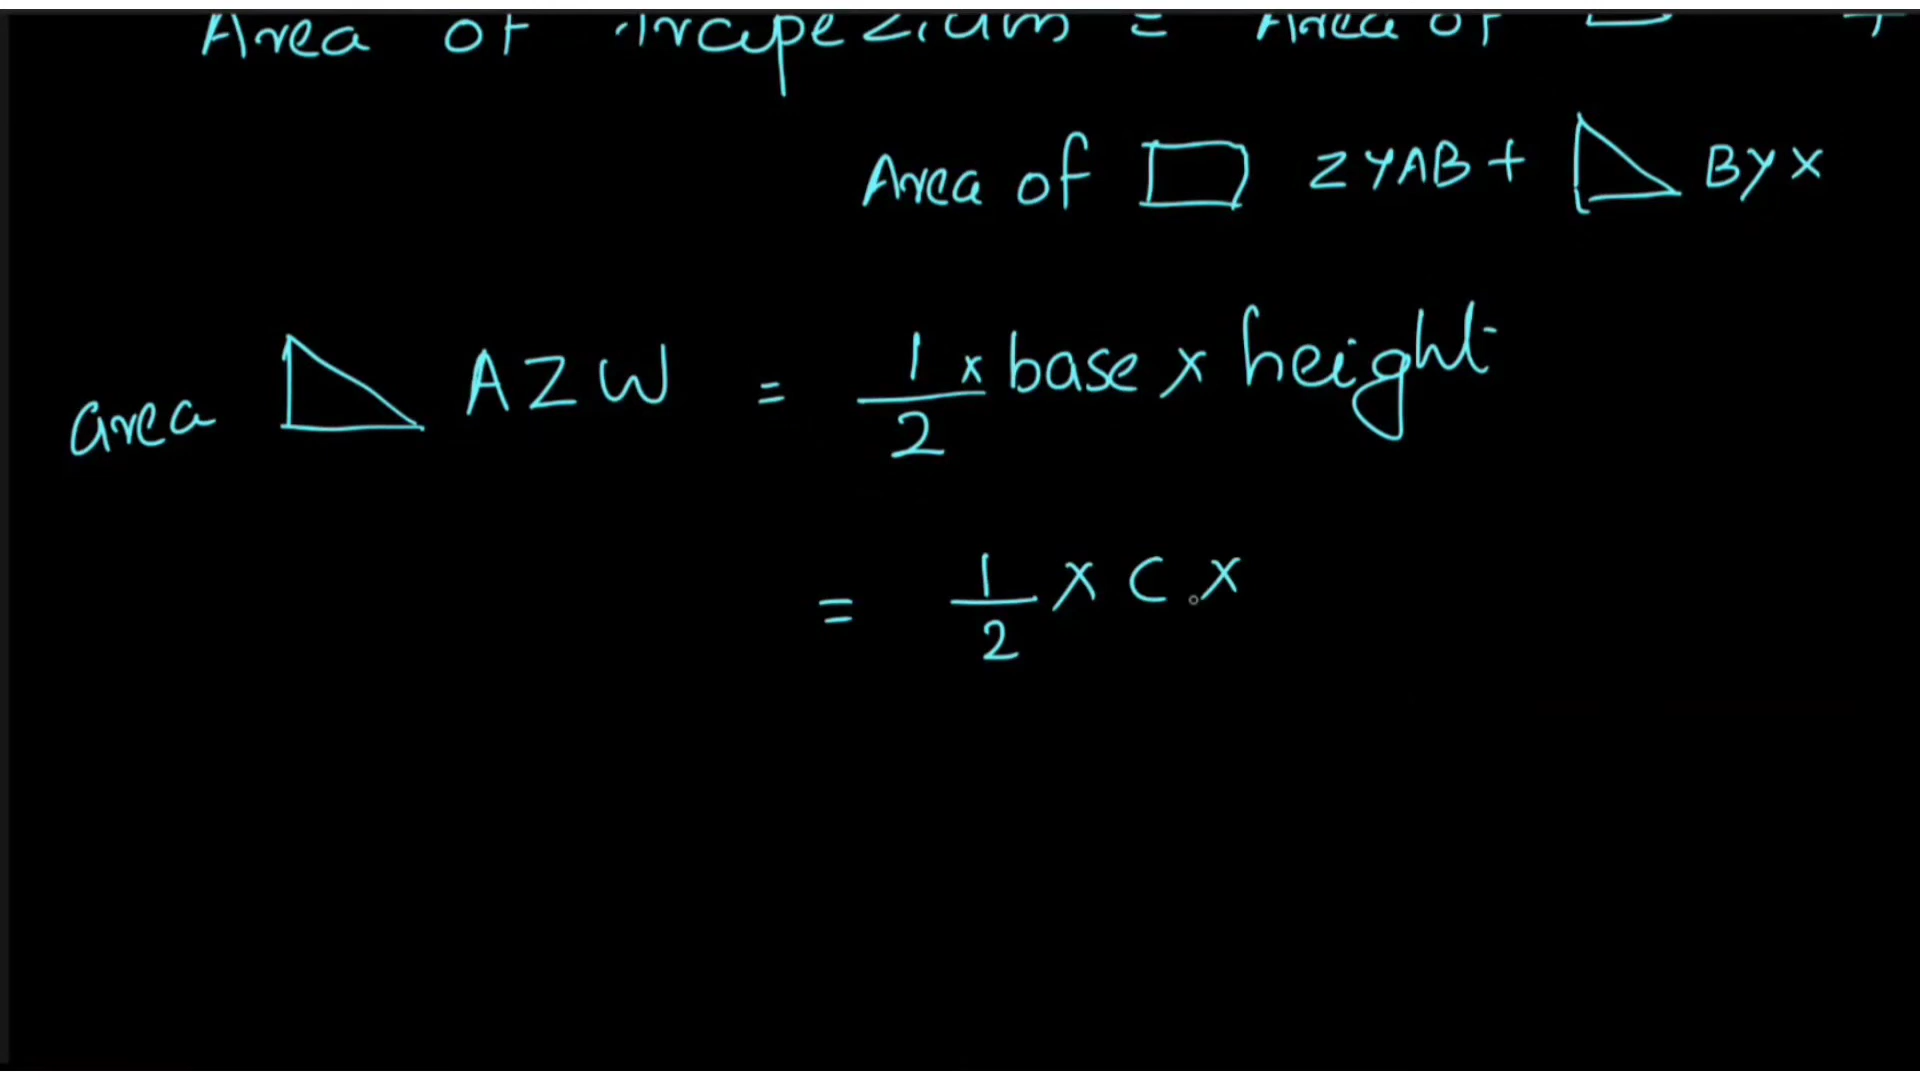 Area of trapezium = Area of +
Area of ZYAB + BYX
area AZW = 1/2 x base x height
= 1/2 x C x